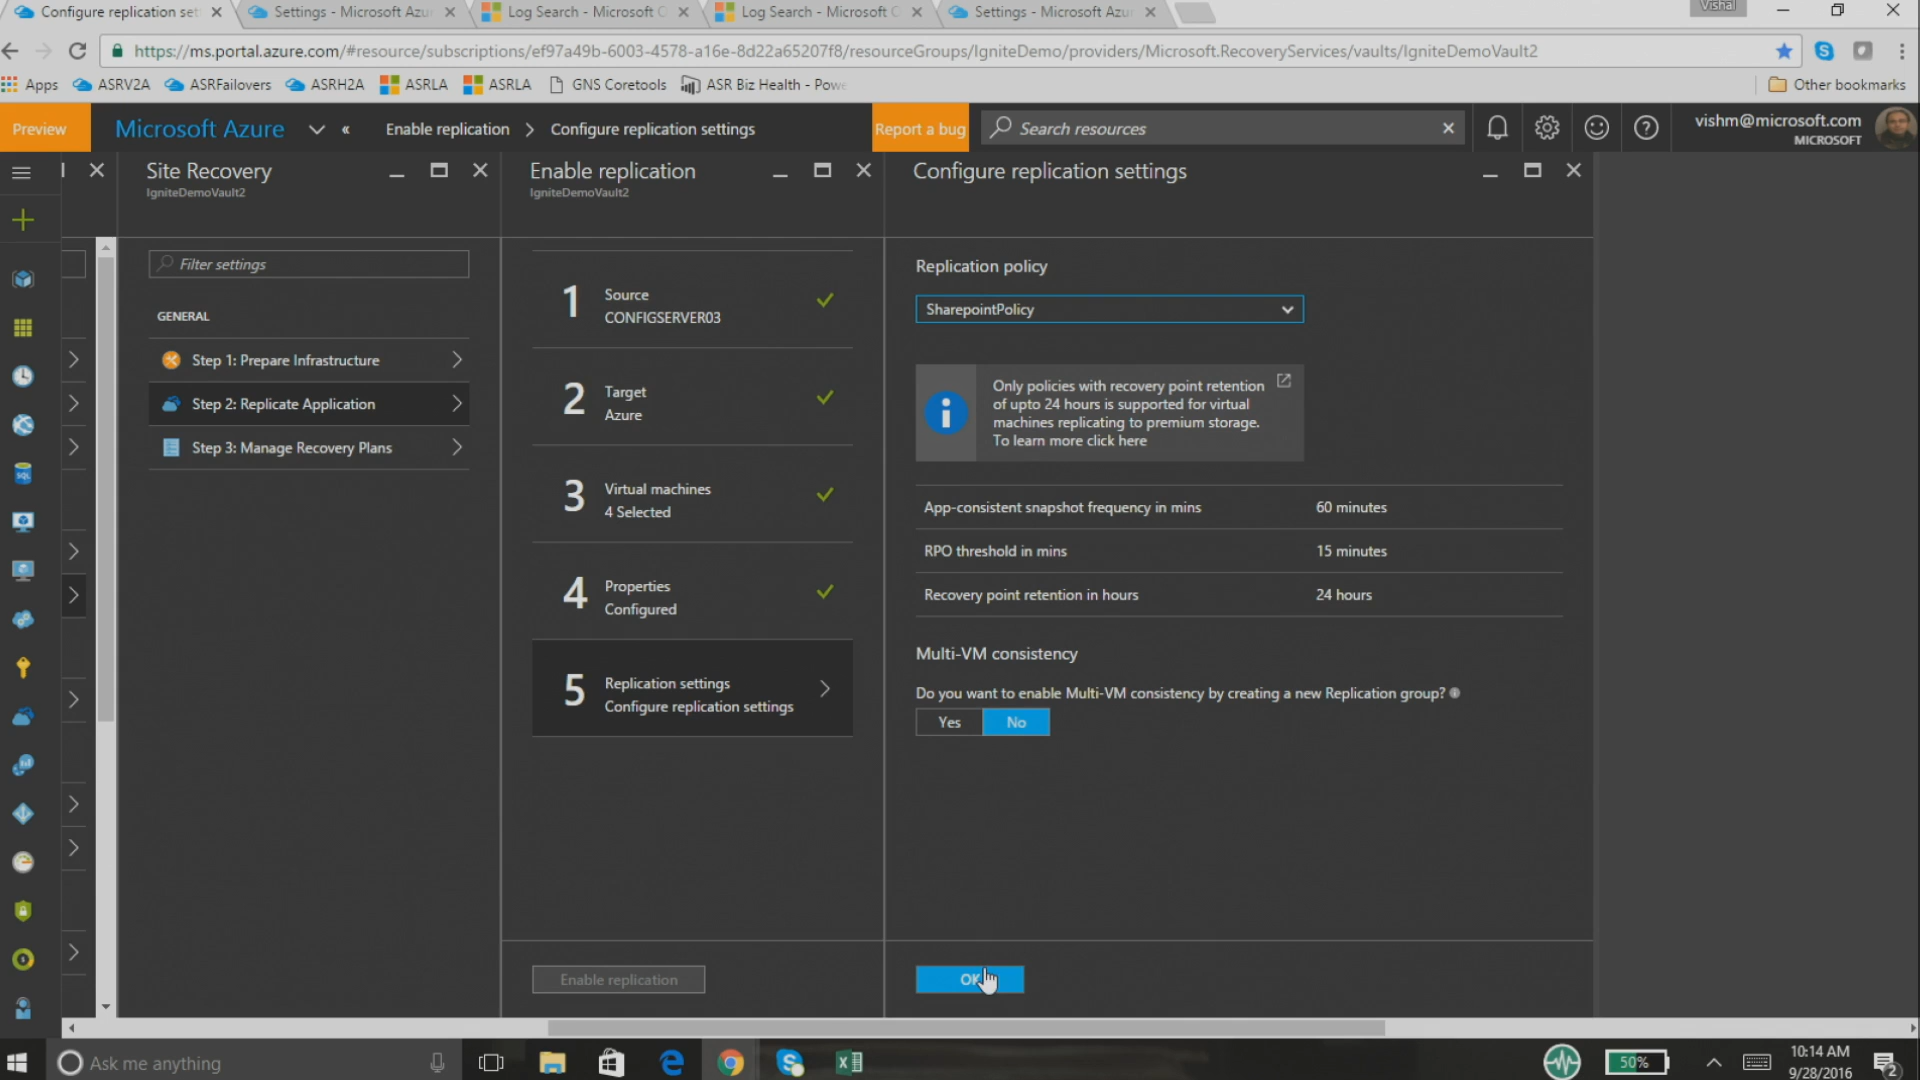 Configure replication set
Settings - Microsoft Azu
Log Search - Microsoft O
Log Search - Microsoft O
Settings - Microsoft Azu
Vishal
https://ms.portal.azure.com/#resource/subscriptions/ef97a49b-6003-4578-a16e-8d22a65207f8/resourceGroups/IgniteDemo/providers/Microsoft.RecoveryServices/vaults/IgniteDemoVault2
Apps
ASRV2A
ASRFailovers
ASRH2A
ASRLA
ASRLA
GNS Coretools
ASR Biz Health - Powe
Other bookmarks
Preview
Microsoft Azure
Enable replication > Configure replication settings
Report a bug
Search resources
vishm@microsoft.com
MICROSOFT
Site Recovery
IgniteDemoVault2
Filter settings
GENERAL
Step 1: Prepare Infrastructure
Step 2: Replicate Application
Step 3: Manage Recovery Plans
Enable replication
IgniteDemoVault2
1 Source
CONFIGSERVER03
2 Target
Azure
3 Virtual machines
4 Selected
4 Properties
Configured
5 Replication settings
Configure replication settings
Enable replication
Configure replication settings
Replication policy
SharepointPolicy
Only policies with recovery point retention
of upto 24 hours is supported for virtual
machines replicating to premium storage.
To learn more click here
App-consistent snapshot frequency in mins 60 minutes
RPO threshold in mins 15 minutes
Recovery point retention in hours 24 hours
Multi-VM consistency
Do you want to enable Multi-VM consistency by creating a new Replication group?
Yes No
OK
Ask me anything
50%
10:14 AM
9/28/2016
2